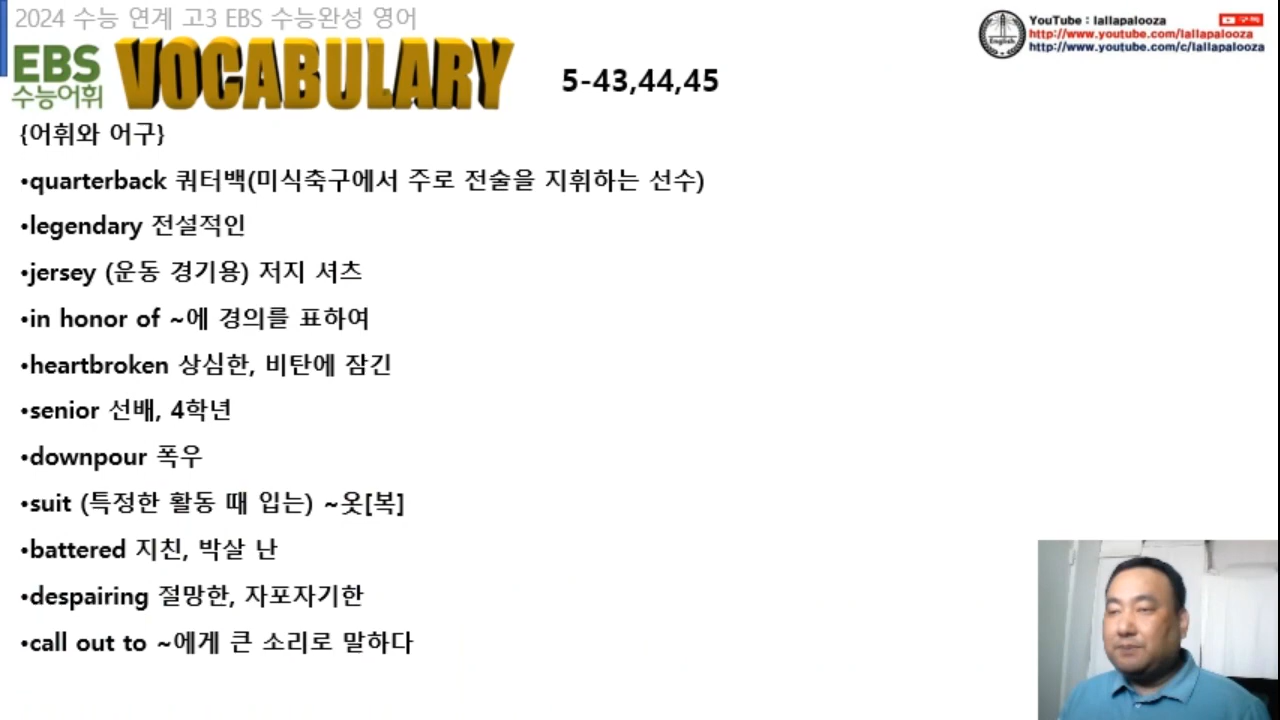 2024 수능 연계 고3 EBS 수능완성 영어
EBS
수능어휘
VOCABULARY
5-43,44,45
YouTube : lallapalooza
구독
http://www.youtube.com/lallapalooza
http://www.youtube.com/c/lallapalooza
English
{어휘와 어구}
•quarterback 쿼터백(미식축구에서 주로 전술을 지휘하는 선수)
•legendary 전설적인
•jersey (운동 경기용) 저지 셔츠
•in honor of ~에 경의를 표하여
•heartbroken 상심한, 비탄에 잠긴
•senior 선배, 4학년
•downpour 폭우
•suit (특정한 활동 때 입는) ~옷[복]
•battered 지친, 박살 난
•despairing 절망한, 자포자기한
•call out to ~에게 큰 소리로 말하다